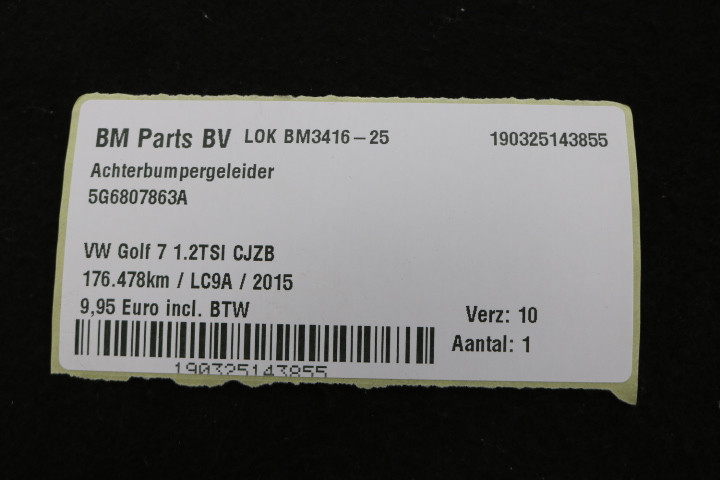 BM Parts BV LOK BM3416-25 190325143855
Achterbumpergeleider
5G6807863A
VW Golf 7 1.2TSI CJZB
176.478km / LC9A / 2015
9,95 Euro incl. BTW
Verz: 10
Aantal: 1
190325143855